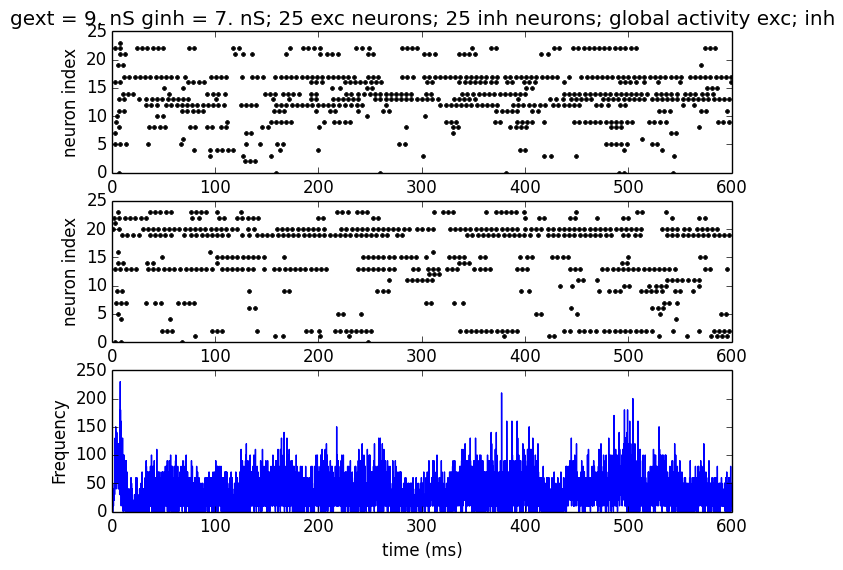 gext = 9. nS ginh = 7. nS; 25 exc neurons; 25 inh neurons; global activity exc; inh
25
20
15
10
5
0
neuron index
0 100 200 300 400 500 600
25
20
15
10
5
0
neuron index
0 100 200 300 400 500 600
250
200
150
100
50
0
Frequency
0 100 200 300 400 500 600
time (ms)